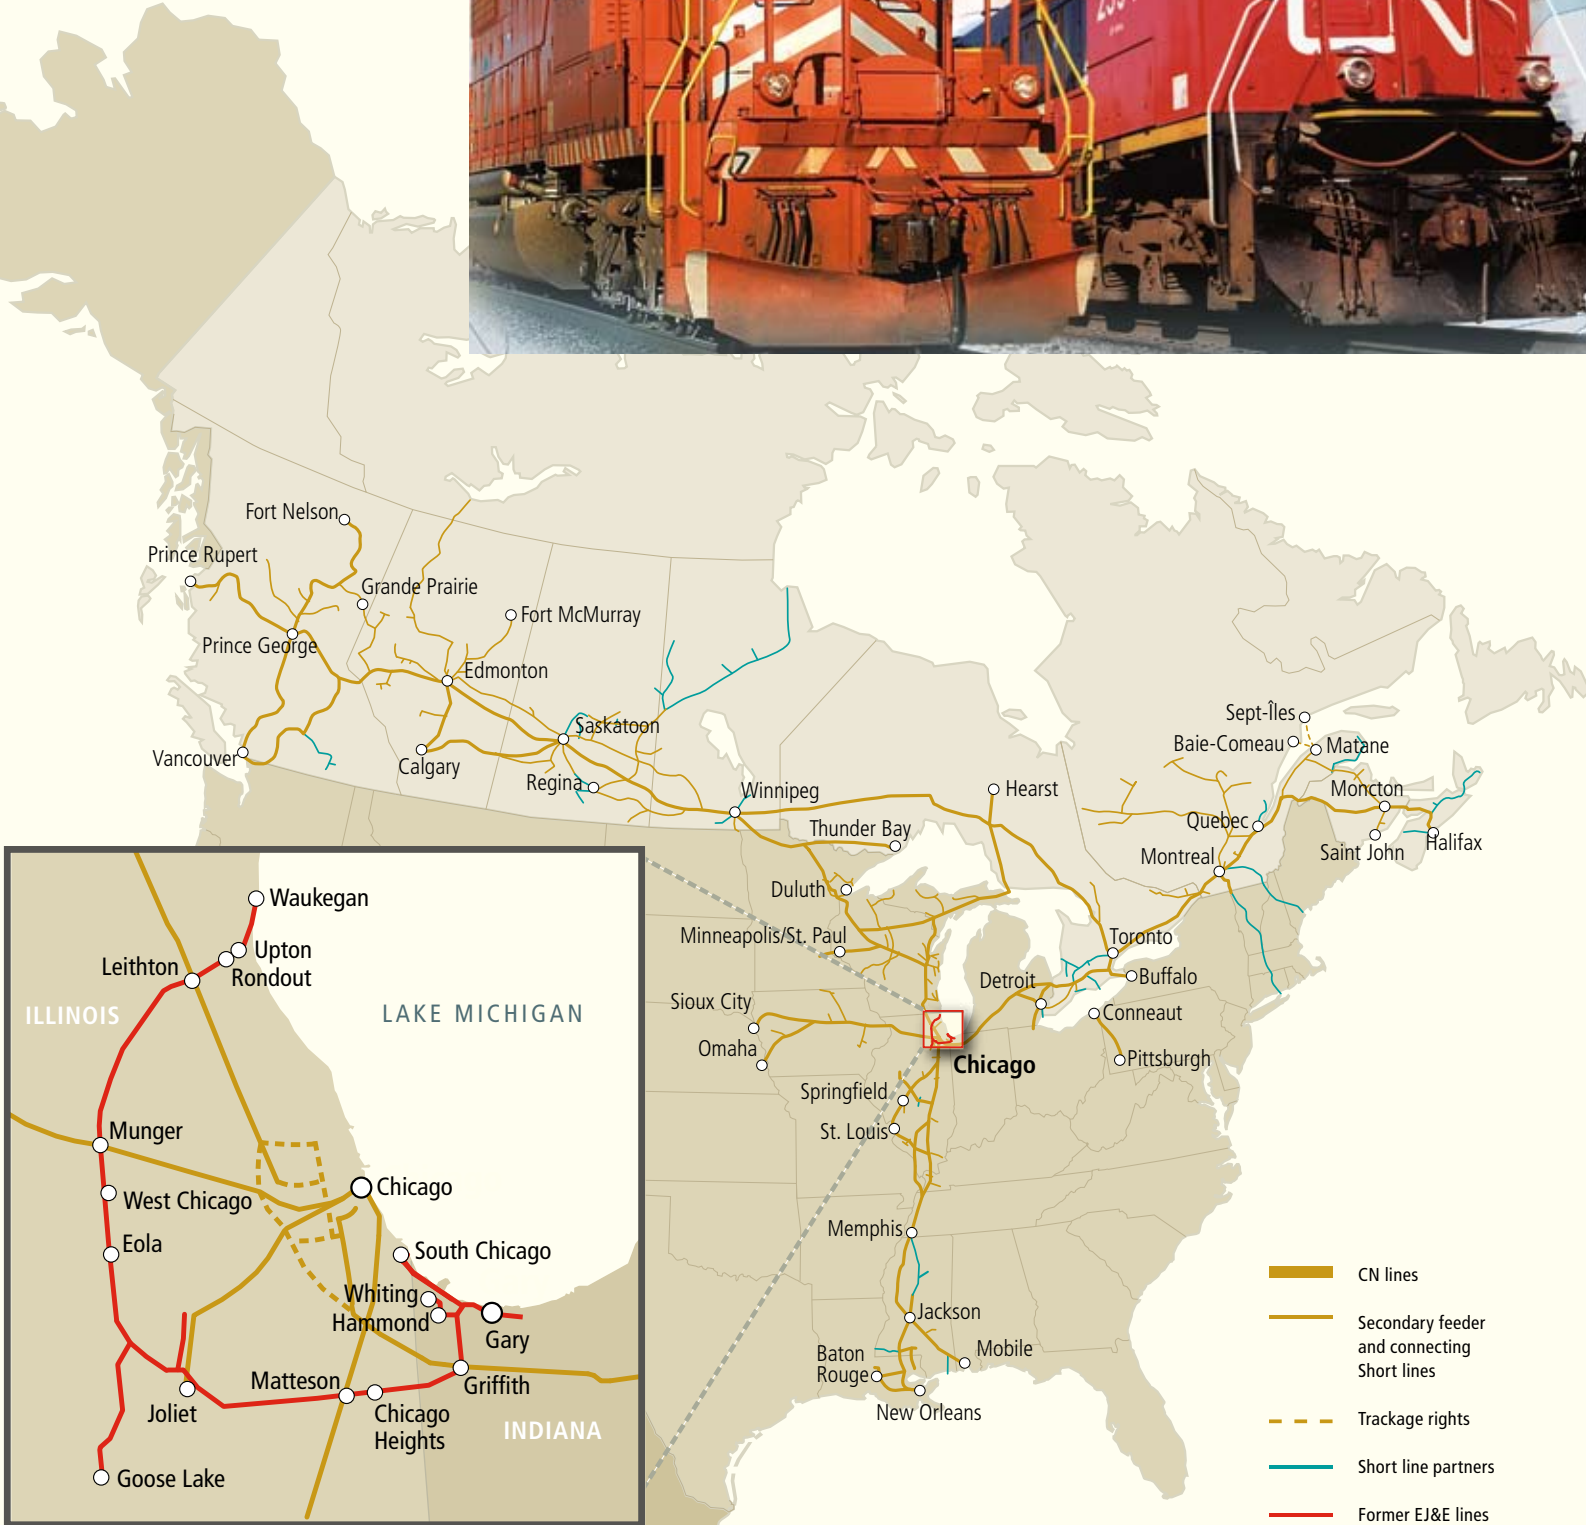 CN
Fort Nelson
Prince Rupert
Grande Prairie
Fort McMurray
Prince George
Edmonton
Saskatoon
Vancouver
Calgary
Regina
Winnipeg
Hearst
Thunder Bay
Sept-Îles
Baie-Comeau
Matane
Moncton
Quebec
Montreal
Saint John
Halifax
Duluth
Minneapolis/St. Paul
Toronto
Detroit
Buffalo
Sioux City
Conneaut
Omaha
Chicago
Pittsburgh
Springfield
St. Louis
Memphis
Jackson
Mobile
Baton
Rouge
New Orleans
Waukegan
Upton
Leithton
Rondout
ILLINOIS
LAKE MICHIGAN
Munger
Chicago
West Chicago
Eola
South Chicago
Whiting
Hammond
Gary
Matteson
Griffith
Joliet
Chicago
Heights
INDIANA
Goose Lake
CN lines
Secondary feeder
and connecting
Short lines
Trackage rights
Short line partners
Former EJ&E lines